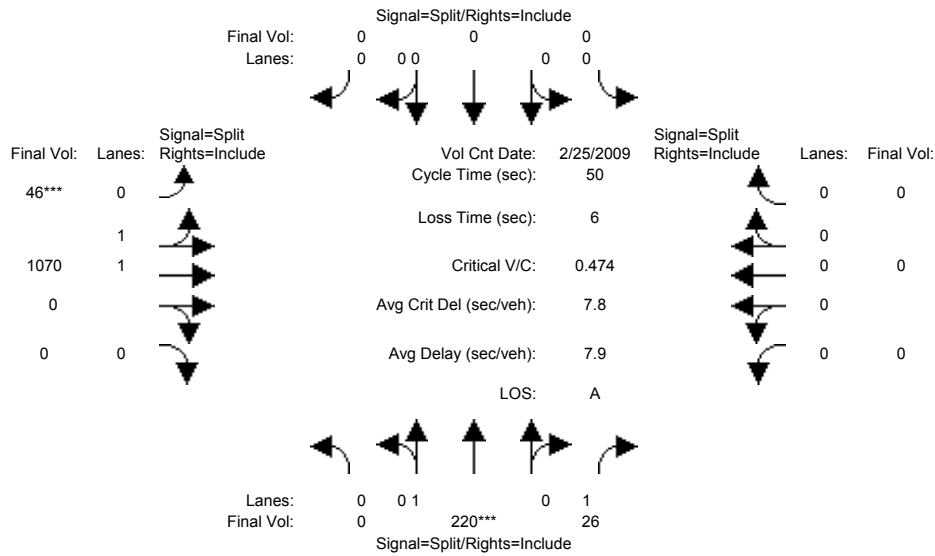 Signal=Split/Rights=Include
Final Vol: 0 0 0
Lanes: 0 0 0 0 0
Signal=Split Signal=Split
Final Vol: Lanes: Rights=Include Vol Cnt Date: 2/25/2009 Rights=Include Lanes: Final Vol:
Cycle Time (sec): 50
46*** 0 0 0
Loss Time (sec): 6
1 0
1070 1 Critical V/C: 0.474 0 0
0 Avg Crit Del (sec/veh): 7.8 0
0 0 Avg Delay (sec/veh): 7.9 0 0
LOS: A
Lanes: 0 0 1 0 1
Final Vol: 0 220*** 26
Signal=Split/Rights=Include